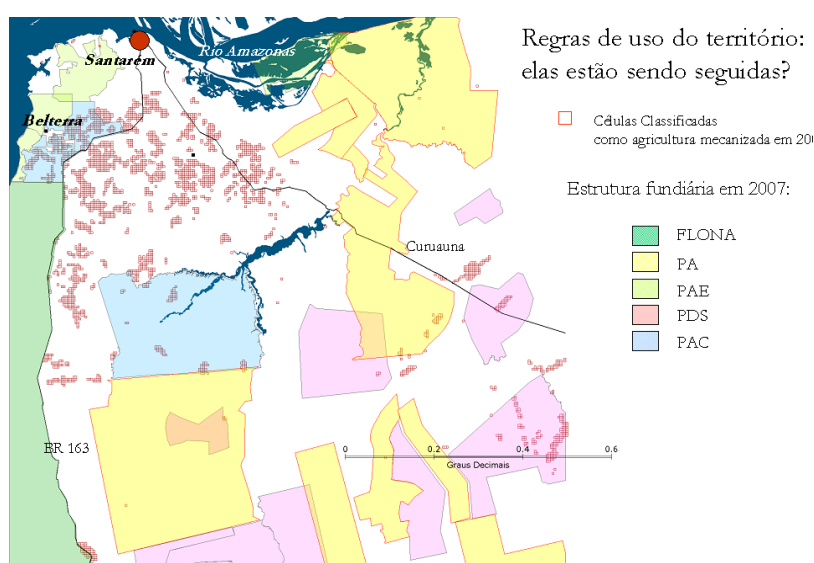 Regras de uso do território:
elas estão sendo seguidas?
Células Classificadas
como agricultura mecanizada em
Estrutura fundiária em 2007:
FLONA
PA
PAE
PDS
PAC
Rio Amazonas
Santarém
Belterra
Curuauna
BR 163
0 0.2 0.4 0.6
Graus Decimais